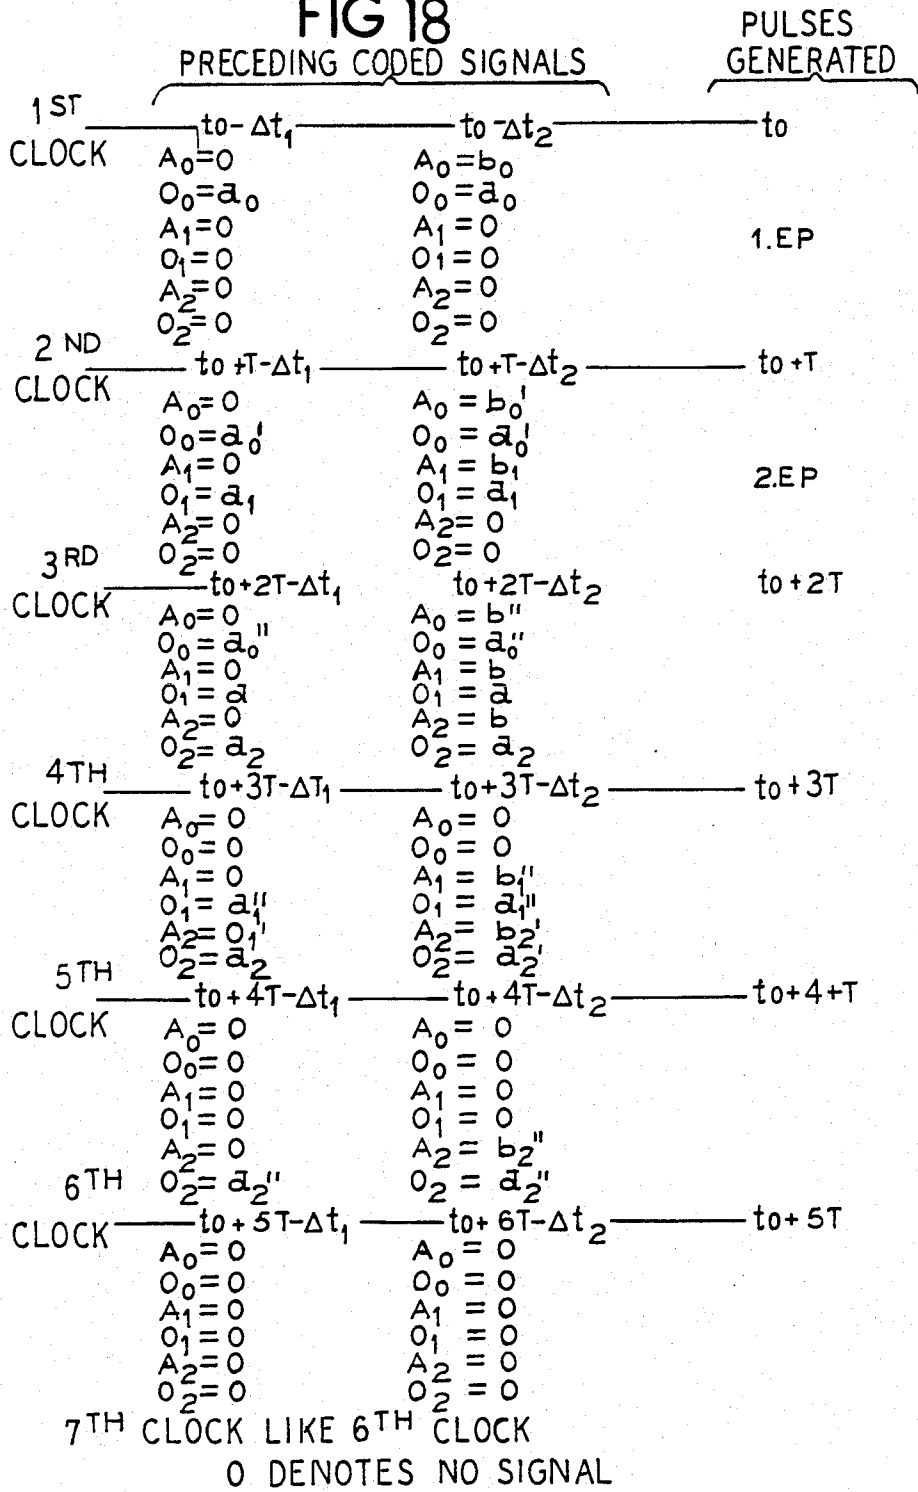 FIG 18
PRECEDING CODED SIGNALS PULSES GENERATED
1ST CLOCK to-Δt₁ to-Δt₂ to
A₀=0 A₀=b₀
O₀=a₀ O₀=a₀
A₁=0 A₁=0 1.EP
O₁=0 O₁=0
A₂=0 A₂=0
O₂=0 O₂=0
2ND CLOCK to+T-Δt₁ to+T-Δt₂ to+T
A₀=0 A₀=b₀'
O₀=a₀' O₀=a₀'
A₁=0 A₁=b₁
O₁=a₁ O₁=a₁ 2.EP
A₂=0 A₂=0
O₂=0 O₂=0
3RD CLOCK to+2T-Δt₁ to+2T-Δt₂ to+2T
A₀=0 A₀=b"
O₀=a₀" O₀=a₀"
A₁=0 A₁=b
O₁=a O₁=a
A₂=0 A₂=b
O₂=a₂ O₂=a₂
4TH CLOCK to+3T-ΔT₁ to+3T-Δt₂ to+3T
A₀=0 A₀=0
O₀=0 O₀=0
A₁=0 A₁=b₁"
O₁=a₁" O₁=a₁"
A₂=0₁' A₂=b₂'
O₂=a₂ O₂=a₂'
5TH CLOCK to+4T-Δt₁ to+4T-Δt₂ to+4+T
A₀=0 A₀=0
O₀=0 O₀=0
A₁=0 A₁=0
O₁=0 O₁=0
A₂=0 A₂=b₂"
O₂=a₂" O₂=a₂"
6TH CLOCK to+5T-Δt₁ to+6T-Δt₂ to+5T
A₀=0 A₀=0
O₀=0 O₀=0
A₁=0 A₁=0
O₁=0 O₁=0
A₂=0 A₂=0
O₂=0 O₂=0
7TH CLOCK LIKE 6TH CLOCK
0 DENOTES NO SIGNAL